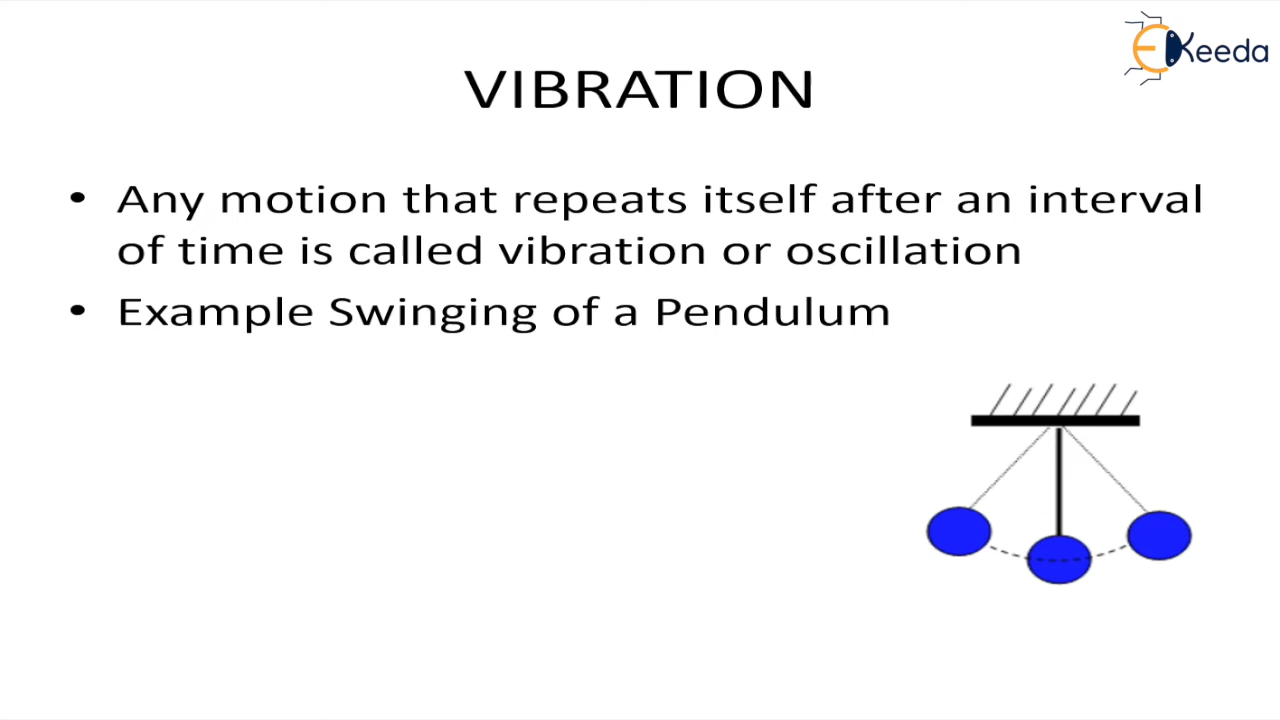 EKeeda
VIBRATION
• Any motion that repeats itself after an interval
of time is called vibration or oscillation
• Example Swinging of a Pendulum